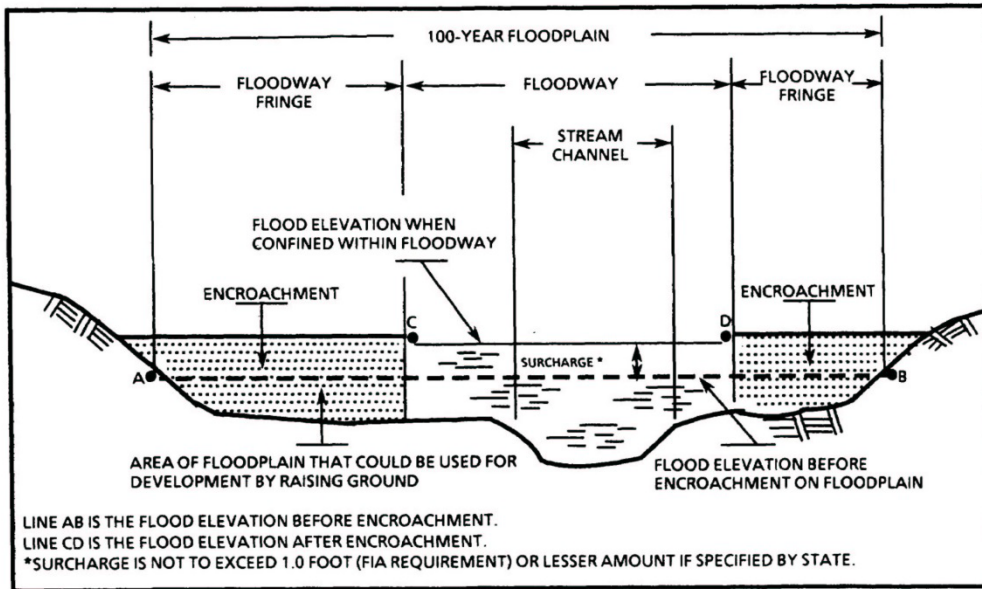 100-YEAR FLOODPLAIN
FLOODWAY
FRINGE
FLOODWAY
FLOODWAY
FRINGE
STREAM
CHANNEL
FLOOD ELEVATION WHEN
CONFINED WITHIN FLOODWAY
ENCROACHMENT
ENCROACHMENT
C
D
SURCHARGE *
A
B
AREA OF FLOODPLAIN THAT COULD BE USED FOR
DEVELOPMENT BY RAISING GROUND
FLOOD ELEVATION BEFORE
ENCROACHMENT ON FLOODPLAIN
LINE AB IS THE FLOOD ELEVATION BEFORE ENCROACHMENT.
LINE CD IS THE FLOOD ELEVATION AFTER ENCROACHMENT.
*SURCHARGE IS NOT TO EXCEED 1.0 FOOT (FIA REQUIREMENT) OR LESSER AMOUNT IF SPECIFIED BY STATE.